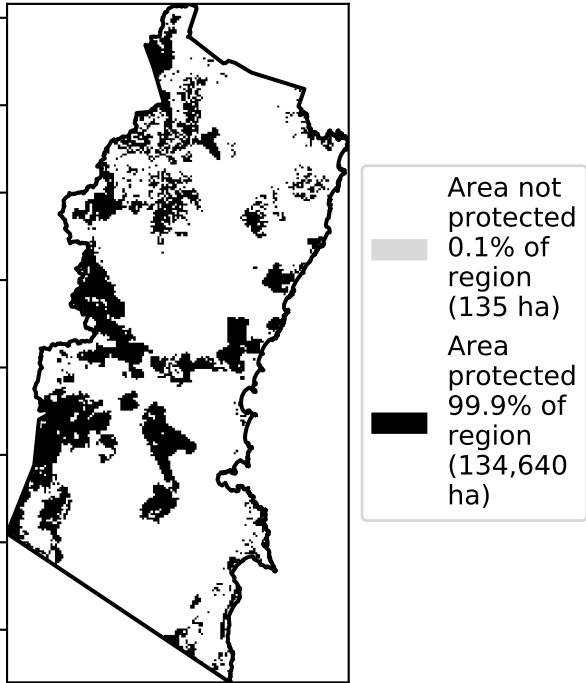 Area not
protected
0.1% of
region
(135 ha)
Area
protected
99.9% of
region
(134,640
ha)